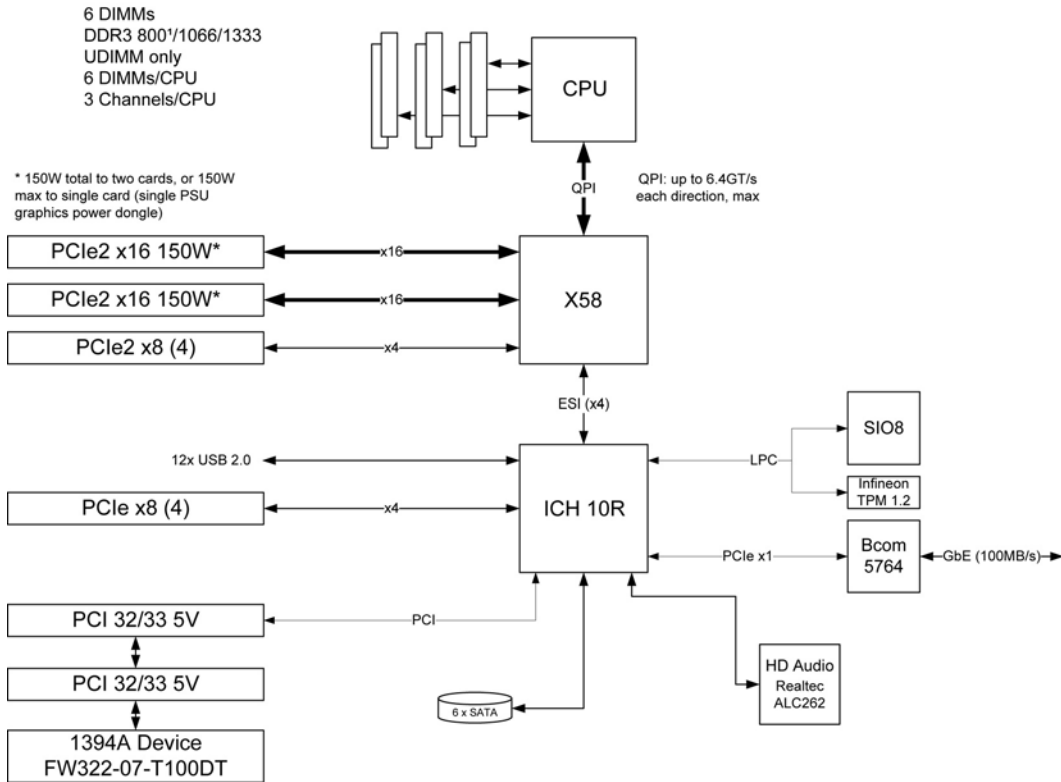 6 DIMMs
DDR3 800¹/1066/1333
UDIMM only
6 DIMMs/CPU
3 Channels/CPU
CPU
* 150W total to two cards, or 150W
max to single card (single PSU
graphics power dongle)
QPI
QPI: up to 6.4GT/s
each direction, max
PCIe2 x16 150W*
x16
PCIe2 x16 150W*
x16
X58
PCIe2 x8 (4)
x4
ESI (x4)
SIO8
12x USB 2.0
LPC
Infineon
TPM 1.2
PCIe x8 (4)
x4
ICH 10R
PCIe x1
Bcom
5764
GbE (100MB/s)
PCI 32/33 5V
PCI
PCI 32/33 5V
HD Audio
Realtec
ALC262
6 x SATA
1394A Device
FW322-07-T100DT